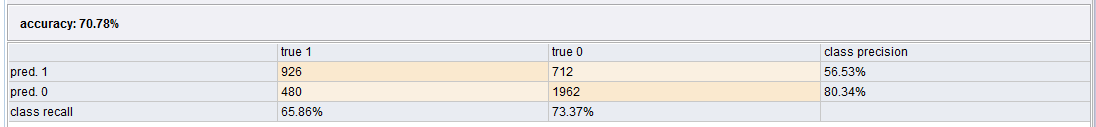 accuracy: 70.78%
true 1 true 0 class precision
pred. 1 926 712 56.53%
pred. 0 480 1962 80.34%
class recall 65.86% 73.37%